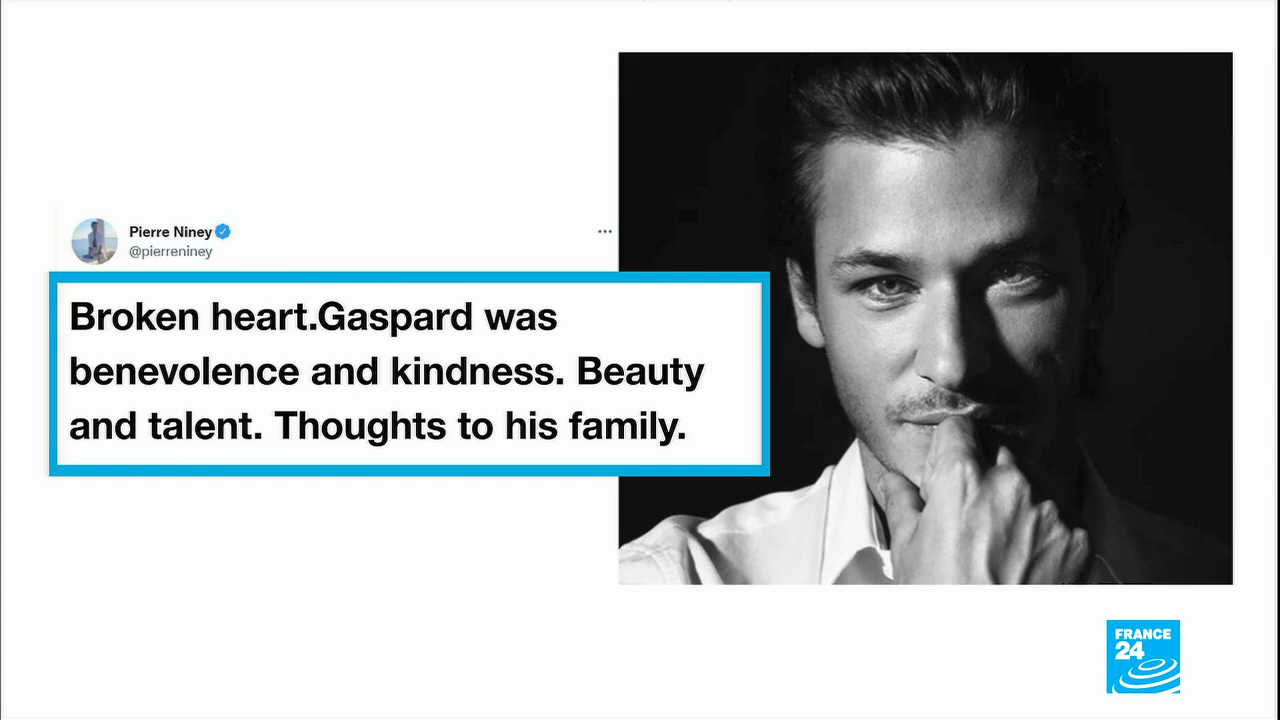 Pierre Niney
@pierreniney
Broken heart.Gaspard was
benevolence and kindness. Beauty
and talent. Thoughts to his family.
FRANCE
24